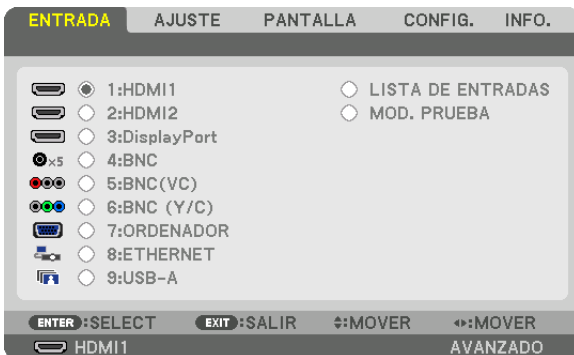 ENTRADA AJUSTE PANTALLA CONFIG. INFO.
1:HDMI1 LISTA DE ENTRADAS
2:HDMI2 MOD. PRUEBA
3:DisplayPort
×5 4:BNC
5:BNC(VC)
6:BNC (Y/C)
7:ORDENADOR
8:ETHERNET
9:USB-A
ENTER:SELECT EXIT:SALIR :MOVER :MOVER
HDMI1 AVANZADO